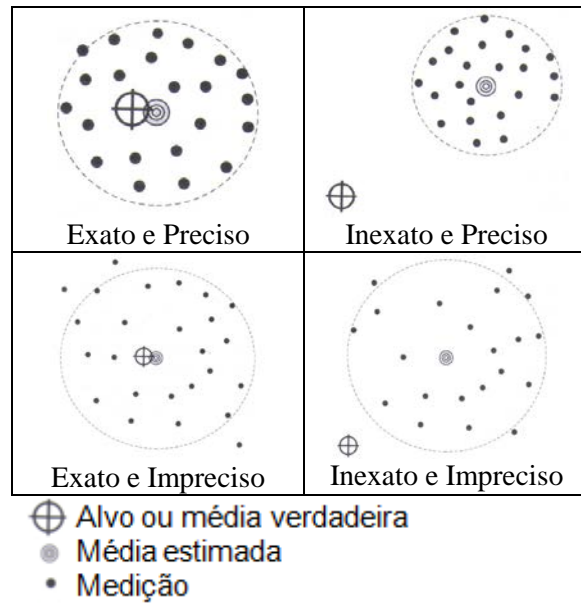 Exato e Preciso
Inexato e Preciso
Exato e Impreciso
Inexato e Impreciso
Alvo ou média verdadeira
Média estimada
Medição